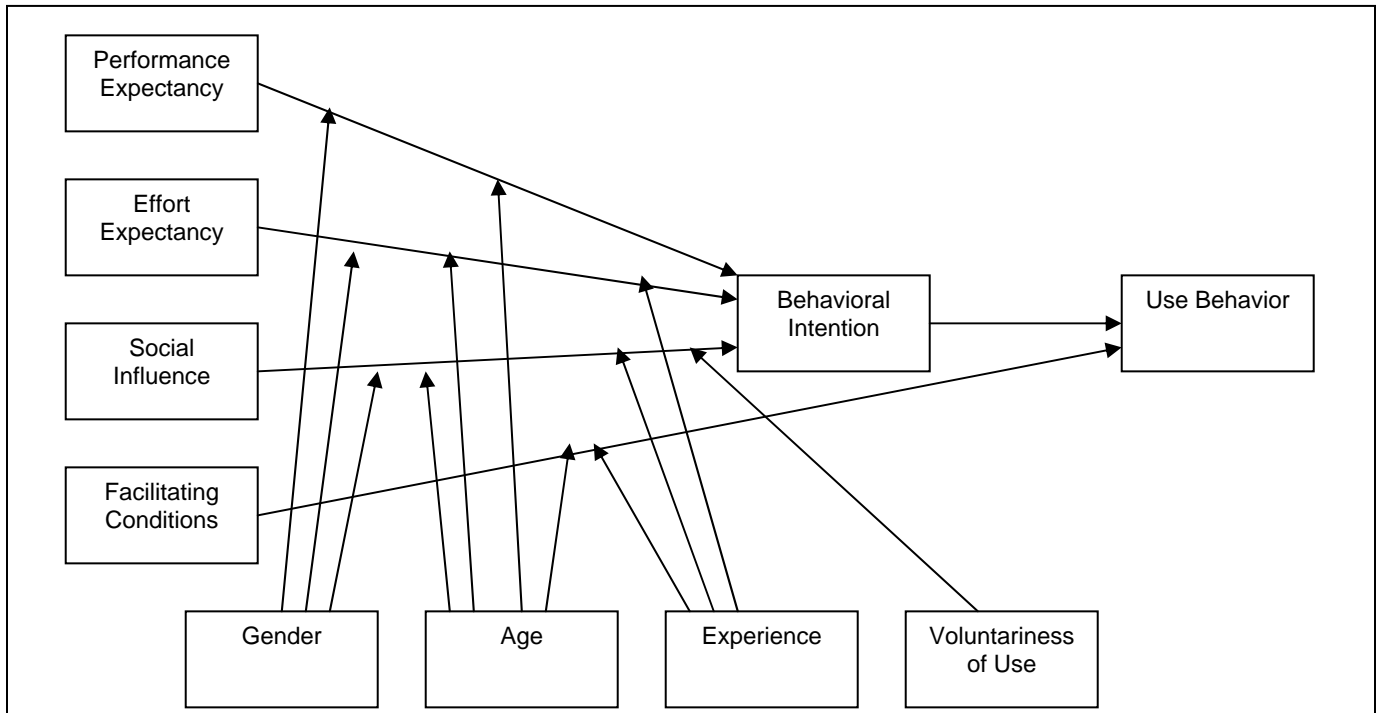 Performance
Expectancy
Effort
Expectancy
Social
Influence
Facilitating
Conditions
Behavioral
Intention
Use Behavior
Gender
Age
Experience
Voluntariness
of Use